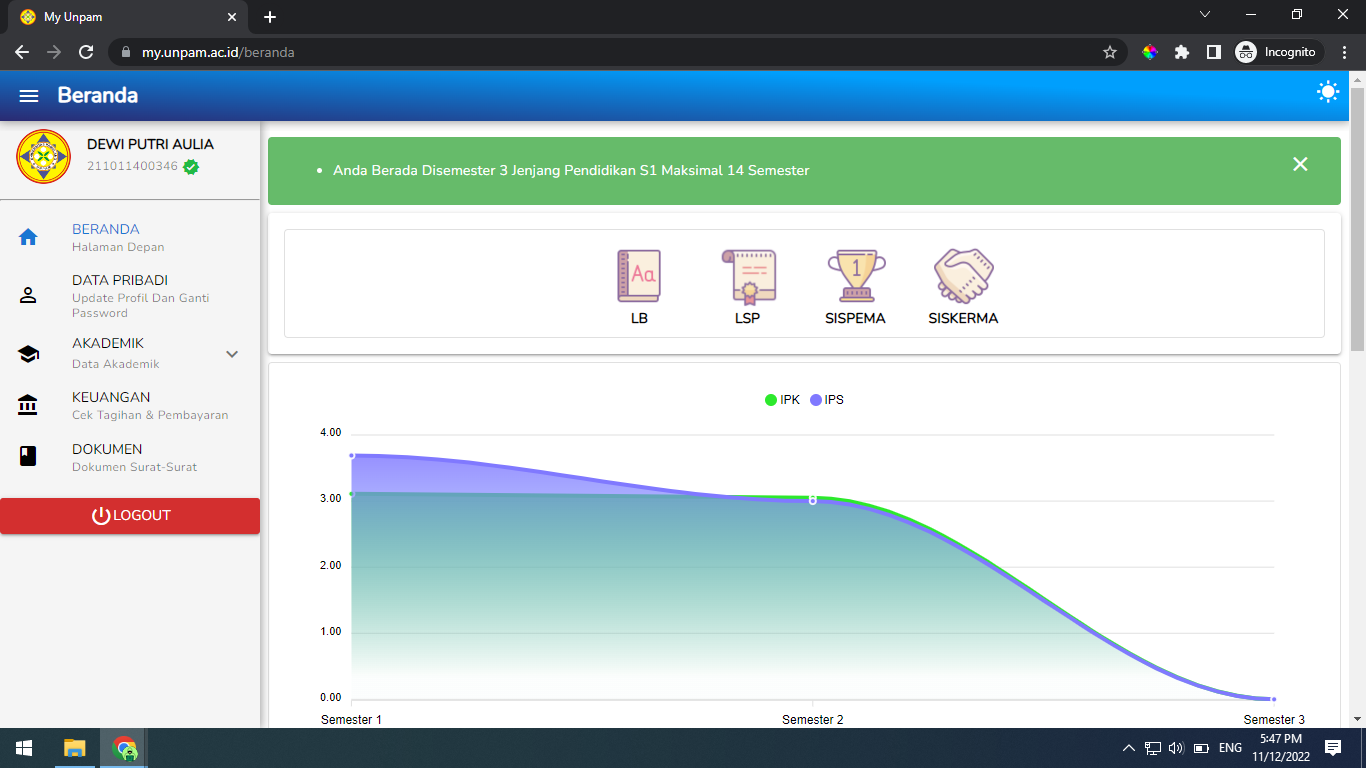 My Unpam
my.unpam.ac.id/beranda
Incognito
Beranda
DEWI PUTRI AULIA
211011400346
BERANDA
Halaman Depan
DATA PRIBADI
Update Profil Dan Ganti
Password
AKADEMIK
Data Akademik
KEUANGAN
Cek Tagihan & Pembayaran
DOKUMEN
Dokumen Surat-Surat
LOGOUT
Anda Berada Disemester 3 Jenjang Pendidikan S1 Maksimal 14 Semester
Aa
1
LB LSP SISPEMA SISKERMA
IPK IPS
4.00
3.00
2.00
1.00
0.00
Semester 1 Semester 2 Semester 3
ENG
5:47 PM
11/12/2022